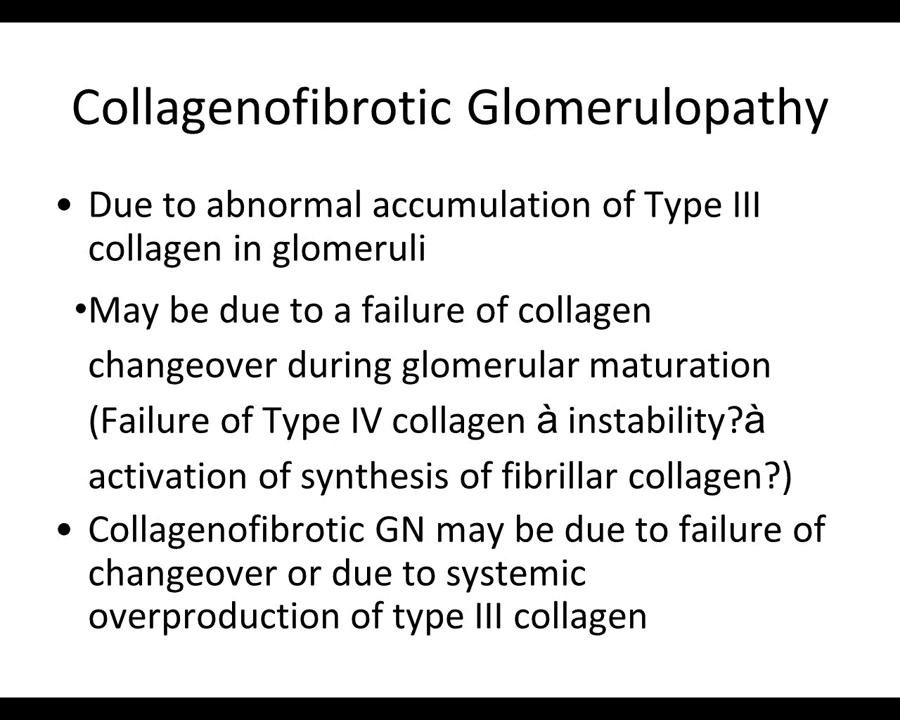 Collagenofibrotic Glomerulopathy
• Due to abnormal accumulation of Type III
collagen in glomeruli
•May be due to a failure of collagen
changeover during glomerular maturation
(Failure of Type IV collagen à instability?à
activation of synthesis of fibrillar collagen?)
• Collagenofibrotic GN may be due to failure of
changeover or due to systemic
overproduction of type III collagen